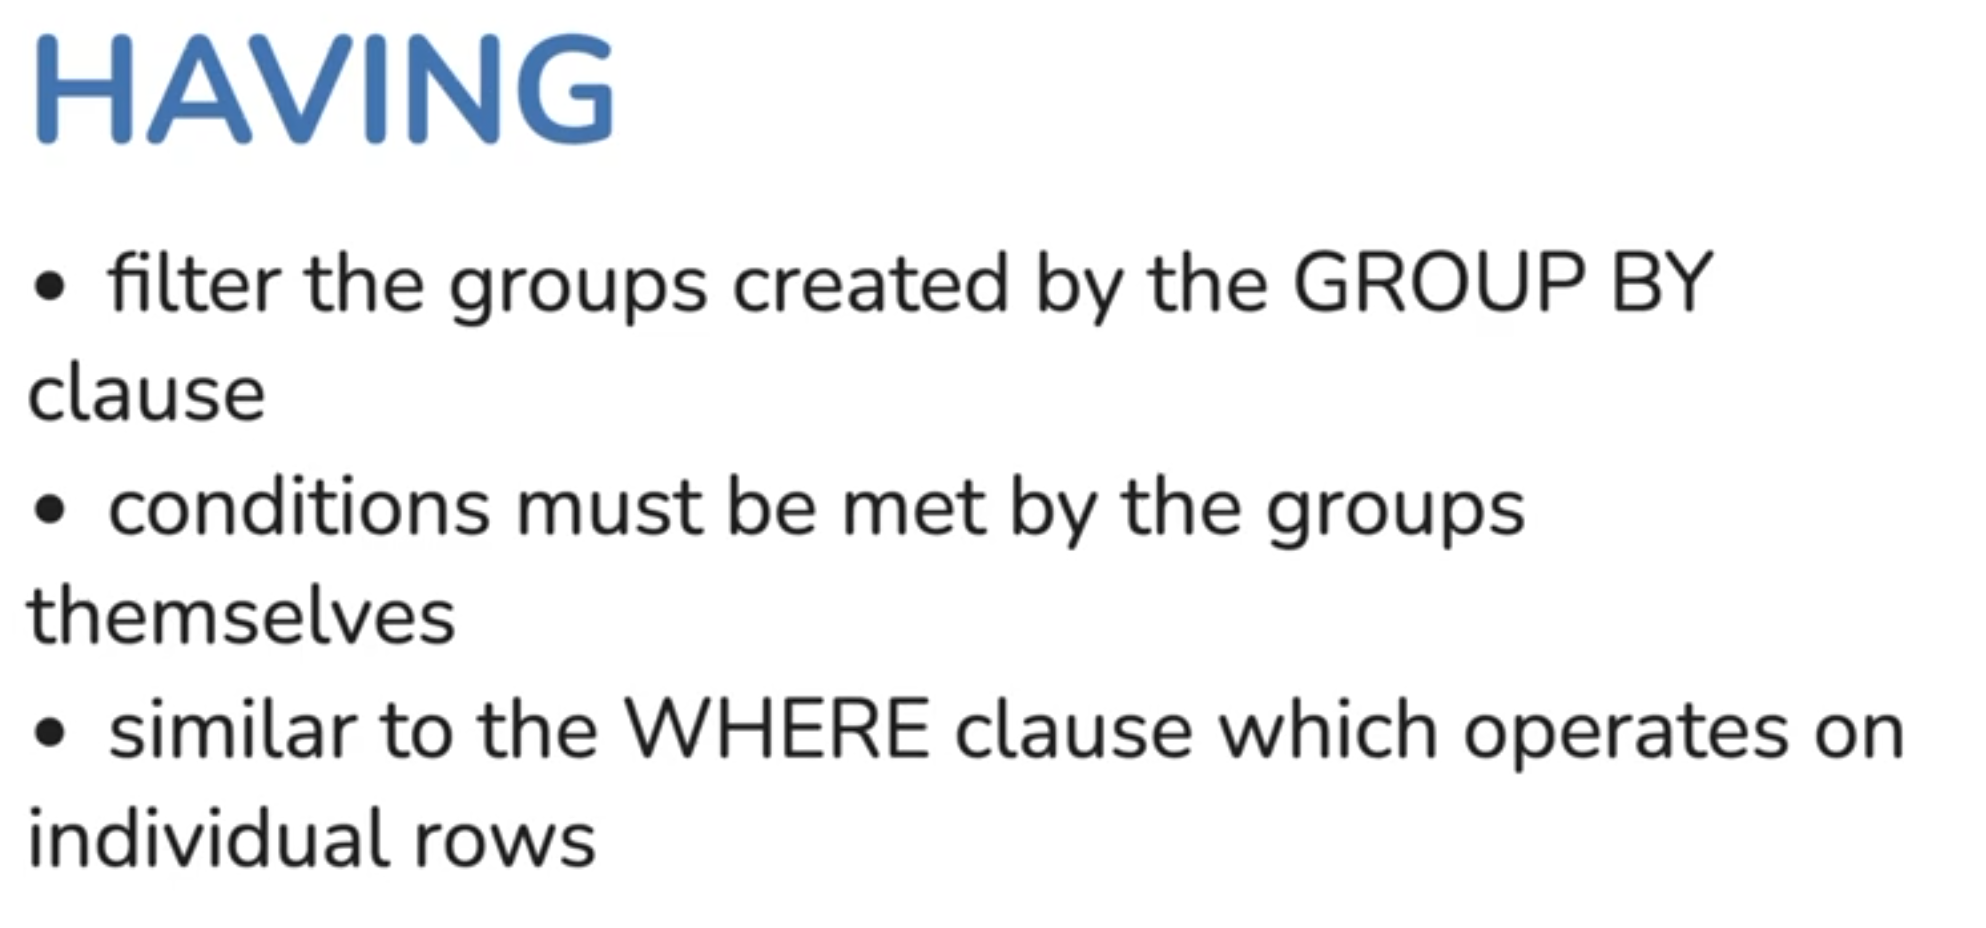 HAVING
• filter the groups created by the GROUP BY
clause
• conditions must be met by the groups
themselves
• similar to the WHERE clause which operates on
individual rows